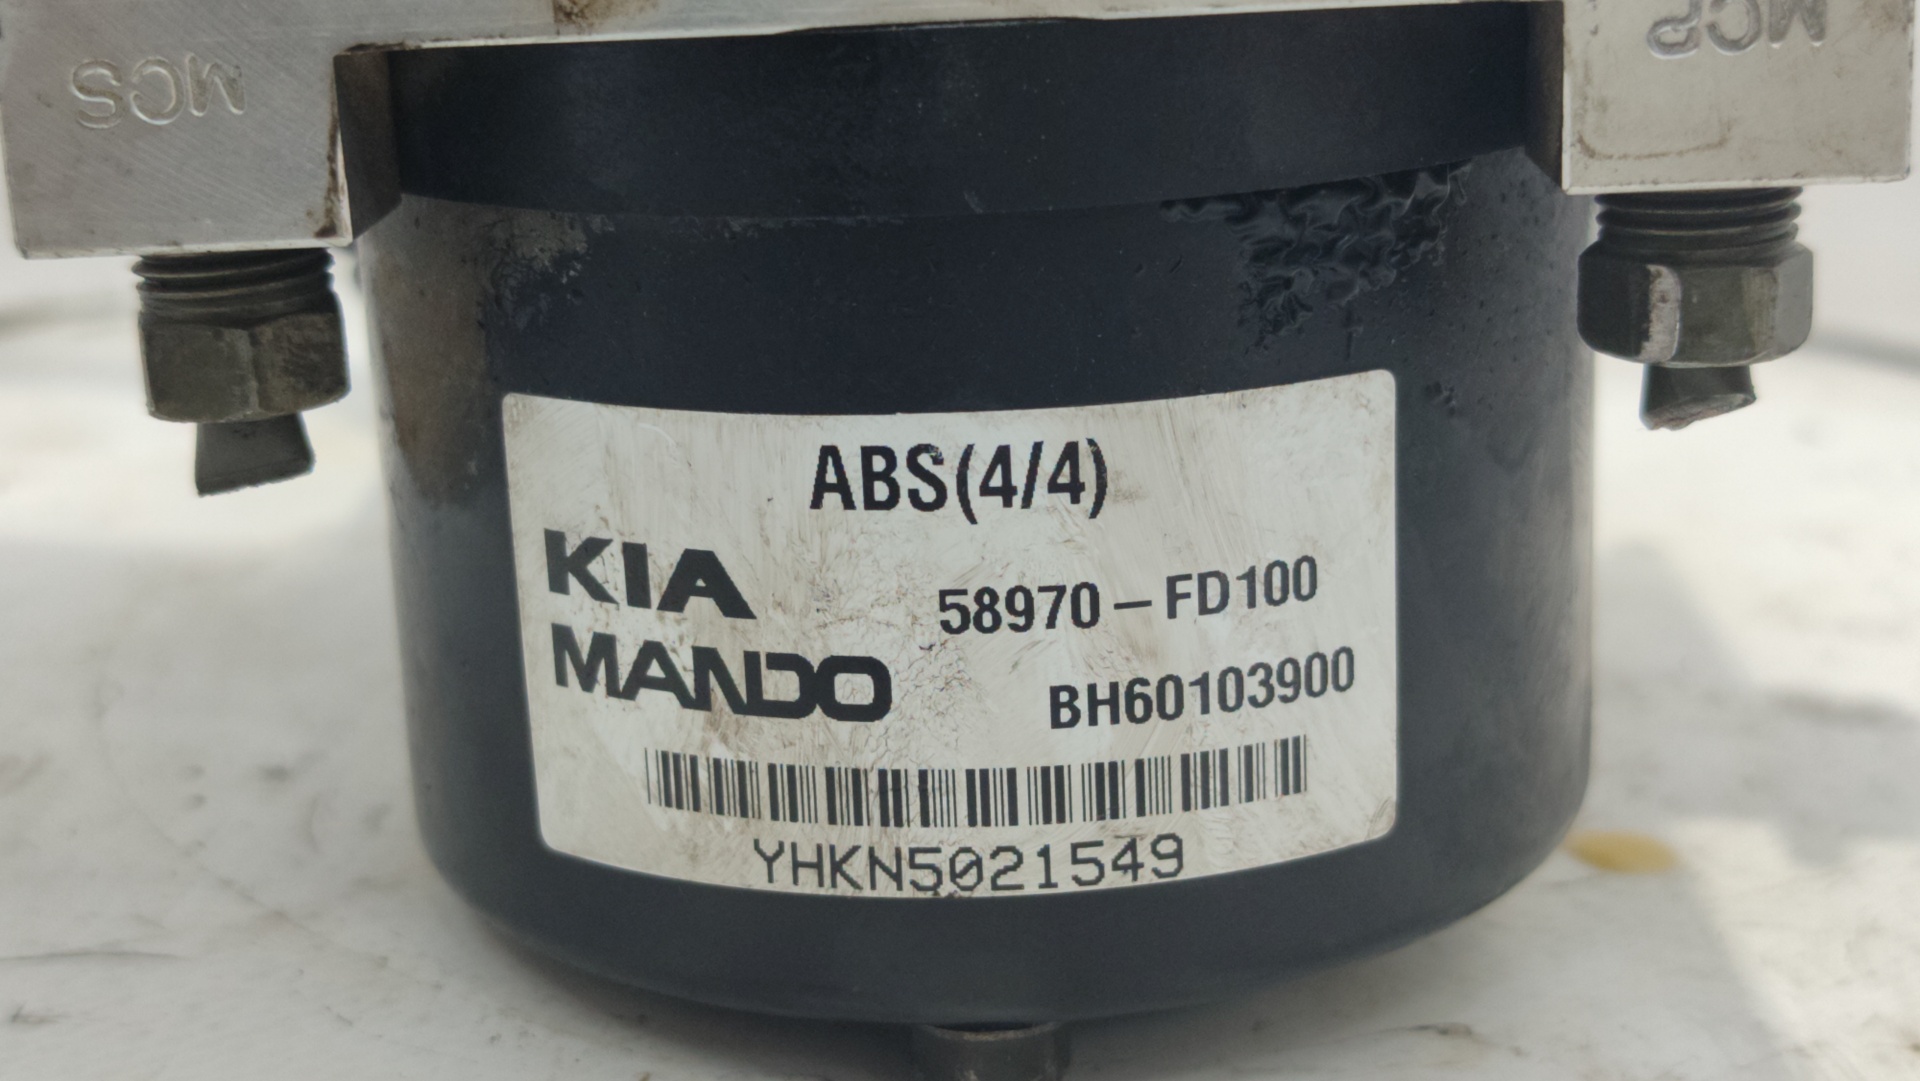 MCS
MCP
ABS(4/4)
KIA
58970-FD100
MANDO
BH60103900
YHKN5021549